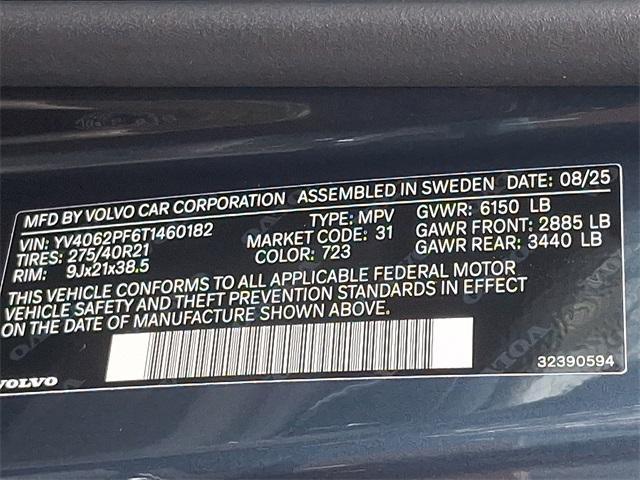 MFD BY VOLVO CAR CORPORATION ASSEMBLED IN SWEDEN DATE: 08/25
VIN: YV4062PF6T1460182 TYPE: MPV GVWR: 6150 LB
TIRES: 275/40R21 MARKET CODE: 31 GAWR FRONT: 2885 LB
RIM: 9Jx21x38.5 COLOR: 723 GAWR REAR: 3440 LB
THIS VEHICLE CONFORMS TO ALL APPLICABLE FEDERAL MOTOR
VEHICLE SAFETY AND THEFT PREVENTION STANDARDS IN EFFECT
ON THE DATE OF MANUFACTURE SHOWN ABOVE.
VOLVO 32390594